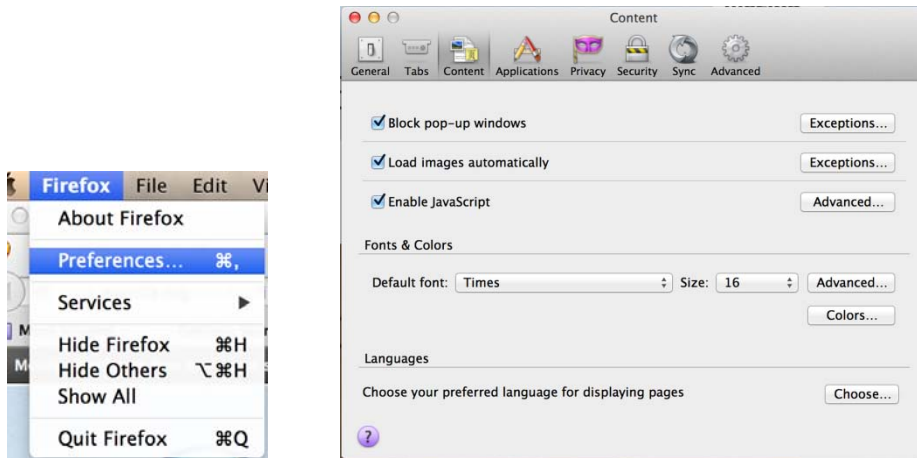 Firefox File Edit
About Firefox
Preferences... ⌘,
Services ▶
Hide Firefox ⌘H
Hide Others ⌥⌘H
Show All
Quit Firefox ⌘Q
Content
General Tabs Content Applications Privacy Security Sync Advanced
Block pop-up windows Exceptions...
Load images automatically Exceptions...
Enable JavaScript Advanced...
Fonts & Colors
Default font: Times Size: 16 Advanced...
Colors...
Languages
Choose your preferred language for displaying pages Choose...
?